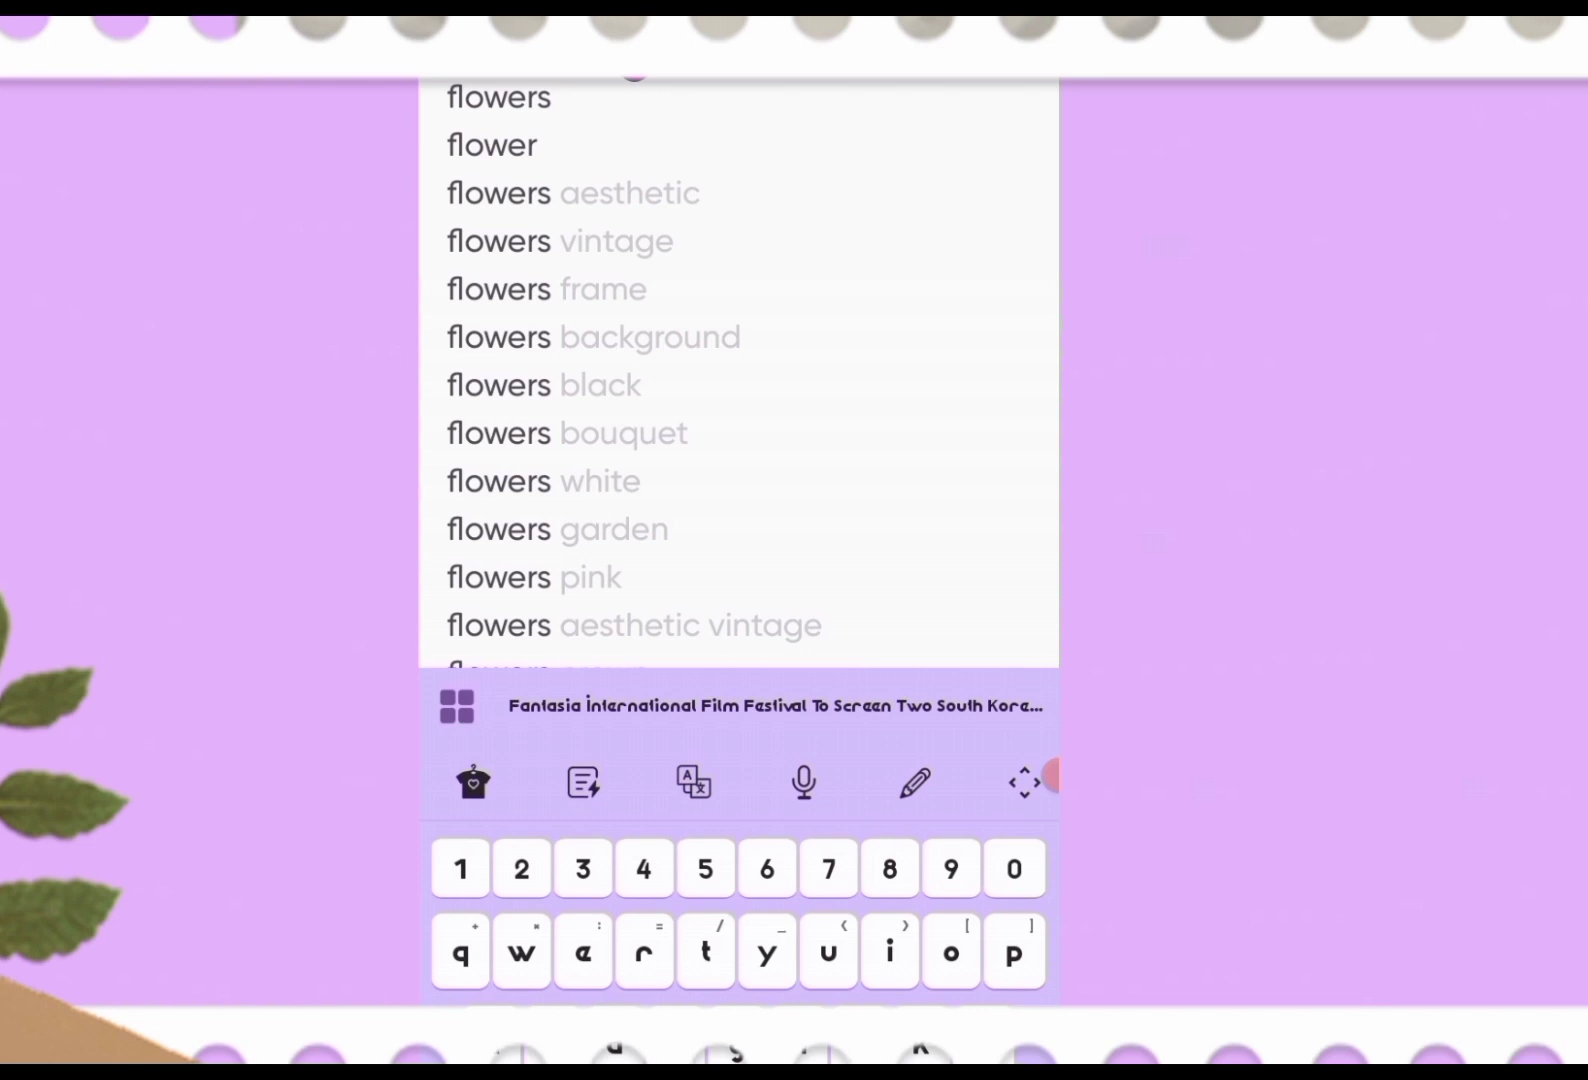 flowers
flower
flowers aesthetic
flowers vintage
flowers frame
flowers background
flowers black
flowers bouquet
flowers white
flowers garden
flowers pink
flowers aesthetic vintage
flowers
Fantasia İnternational Film Festival To Screen Two South Kore...
1 2 3 4 5 6 7 8 9 0
+ × : = / _ ( ) [ ]
q w e r t y u i o p